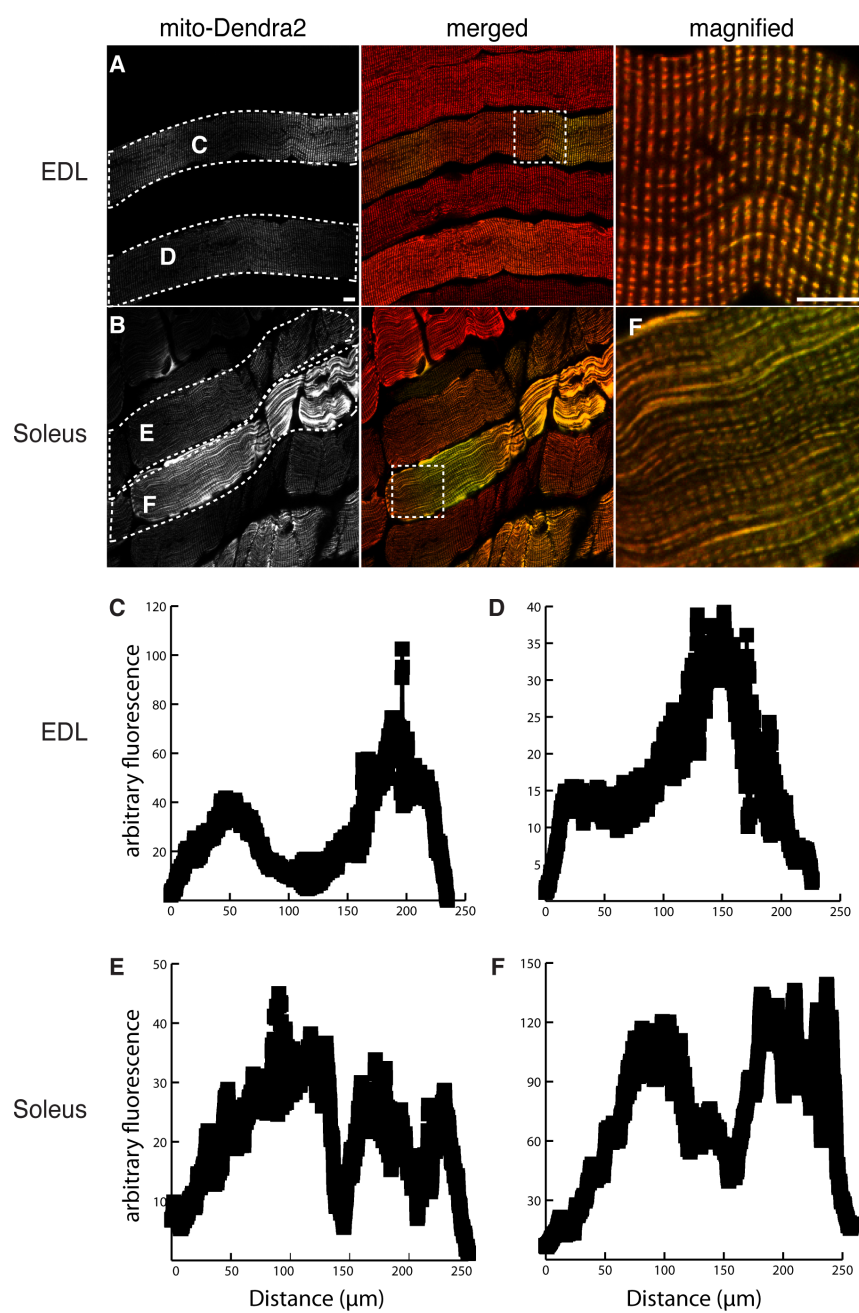 mito-Dendra2 merged magnified
EDL
A
C
D
Soleus
B
E
F
F
EDL
C
D
arbitrary fluorescence
120
100
80
60
40
20
0 50 100 150 200 250
40
35
30
25
20
15
10
5
0 50 100 150 200 250
Soleus
E
F
arbitrary fluorescence
50
40
30
20
10
0 50 100 150 200
Distance (μm)
150
120
90
60
30
0 50 100 150 200 250
Distance (μm)